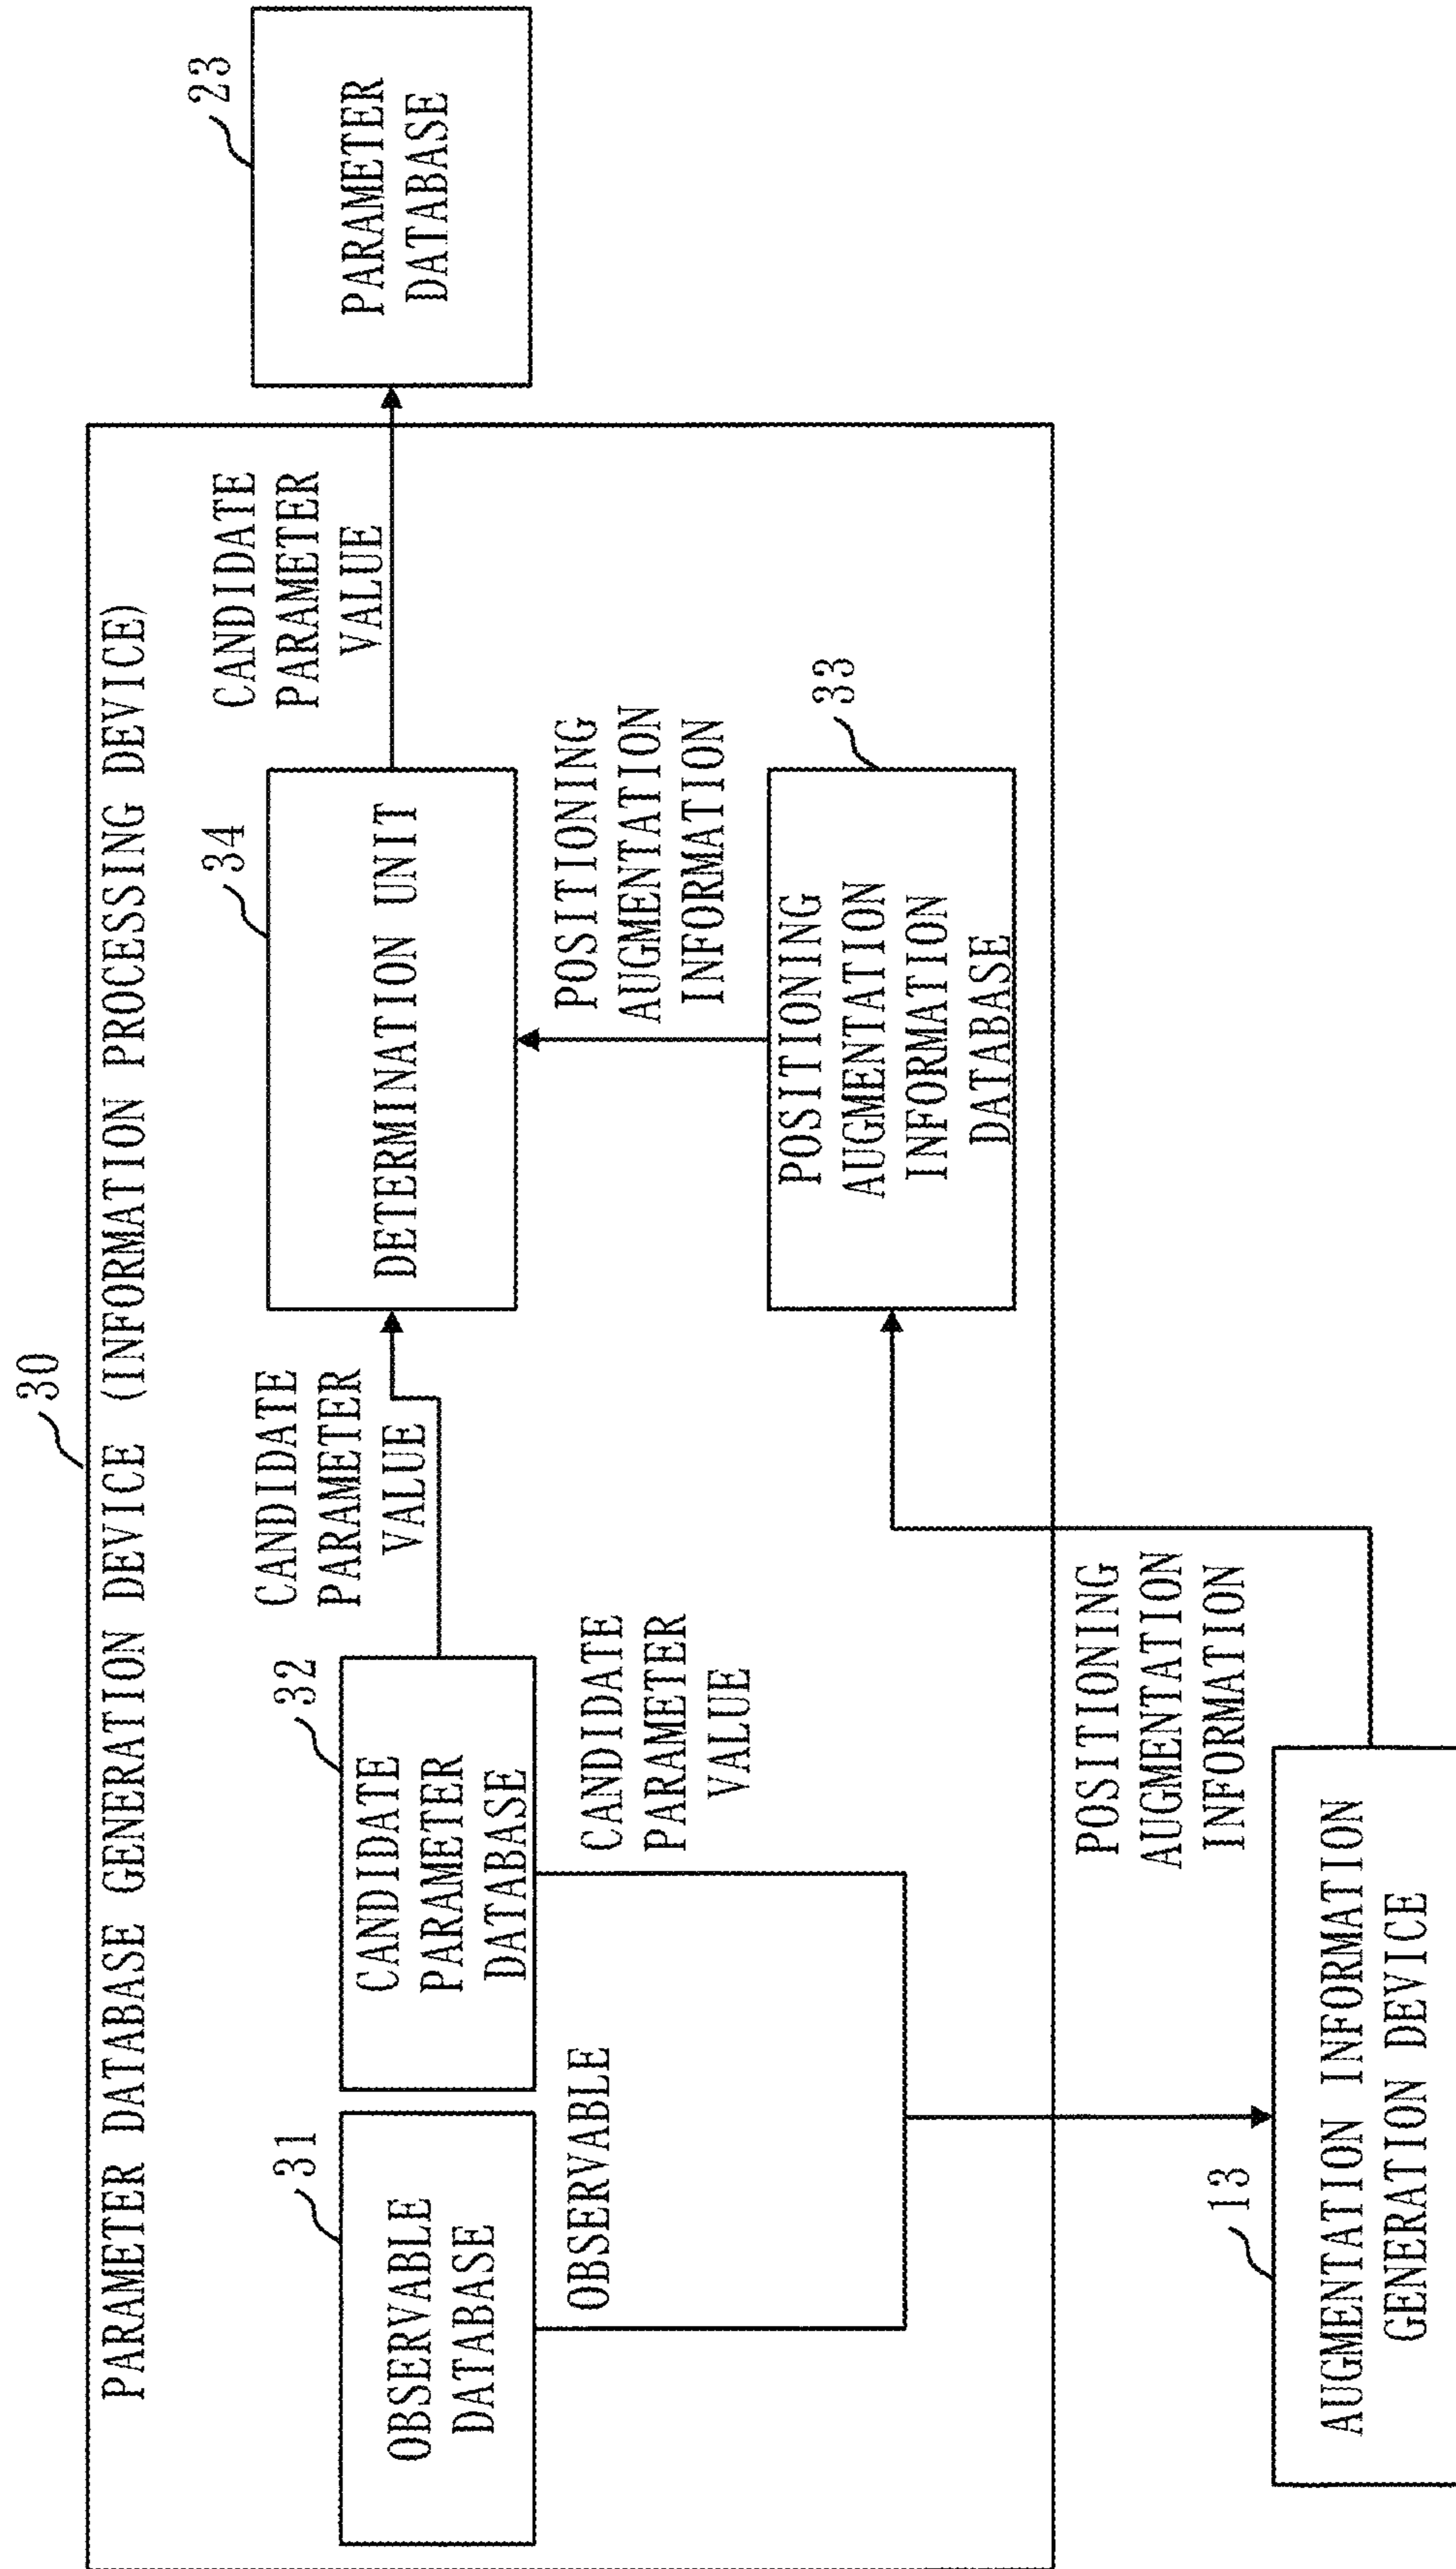 30
PARAMETER DATABASE GENERATION DEVICE (INFORMATION PROCESSING DEVICE)
31
OBSERVABLE
DATABASE
32
CANDIDATE
PARAMETER
DATABASE
CANDIDATE
PARAMETER
VALUE
34
DETERMINATION UNIT
CANDIDATE
PARAMETER
VALUE
23
PARAMETER
DATABASE
OBSERVABLE
CANDIDATE
PARAMETER
VALUE
POSITIONING
AUGMENTATION
INFORMATION
33
POSITIONING
AUGMENTATION
INFORMATION
DATABASE
POSITIONING
AUGMENTATION
INFORMATION
13
AUGMENTATION INFORMATION
GENERATION DEVICE